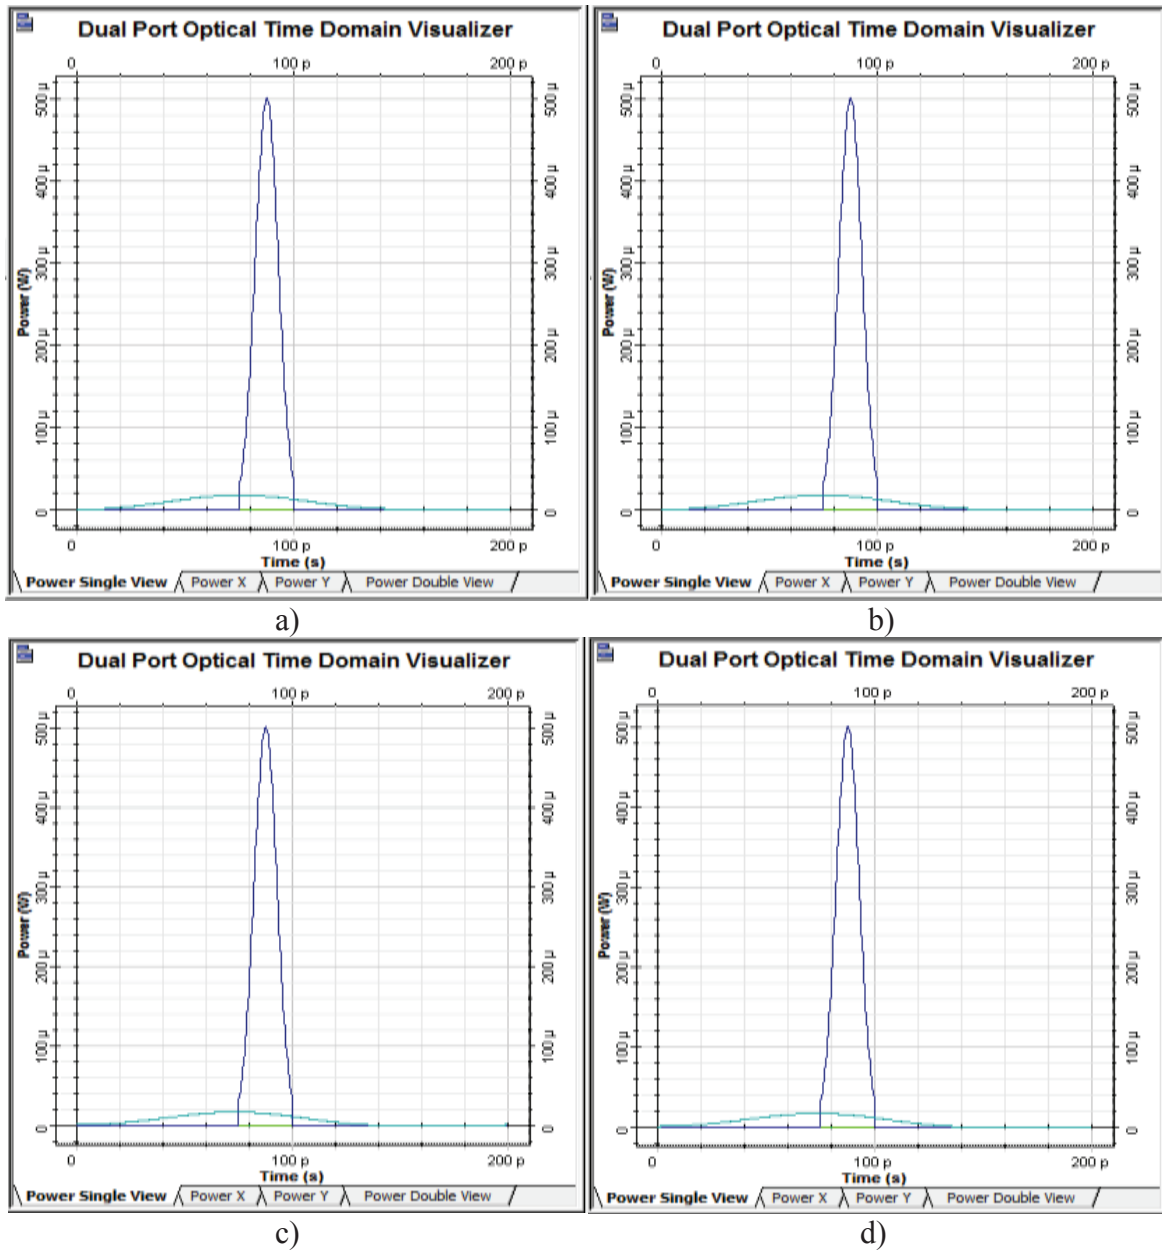 Dual Port Optical Time Domain Visualizer
0 100 p 200 p
500 µ 500 µ
400 µ 400 µ
300 µ 300 µ
200 µ 200 µ
100 µ 100 µ
0 0
Power (W)
0 100 p 200 p
Time (s)
Power Single View Power X Power Y Power Double View
a)
Dual Port Optical Time Domain Visualizer
0 100 p 200 p
500 µ 500 µ
400 µ 400 µ
300 µ 300 µ
200 µ 200 µ
100 µ 100 µ
0 0
Power (W)
0 100 p 200 p
Time (s)
Power Single View Power X Power Y Power Double View
b)
Dual Port Optical Time Domain Visualizer
0 100 p 200 p
500 µ 500 µ
400 µ 400 µ
300 µ 300 µ
200 µ 200 µ
100 µ 100 µ
0 0
Power (W)
0 100 p 200 p
Time (s)
Power Single View Power X Power Y Power Double View
c)
Dual Port Optical Time Domain Visualizer
0 100 p 200 p
500 µ 500 µ
400 µ 400 µ
300 µ 300 µ
200 µ 200 µ
100 µ 100 µ
0 0
Power (W)
0 100 p 200 p
Time (s)
Power Single View Power X Power Y Power Double View
d)